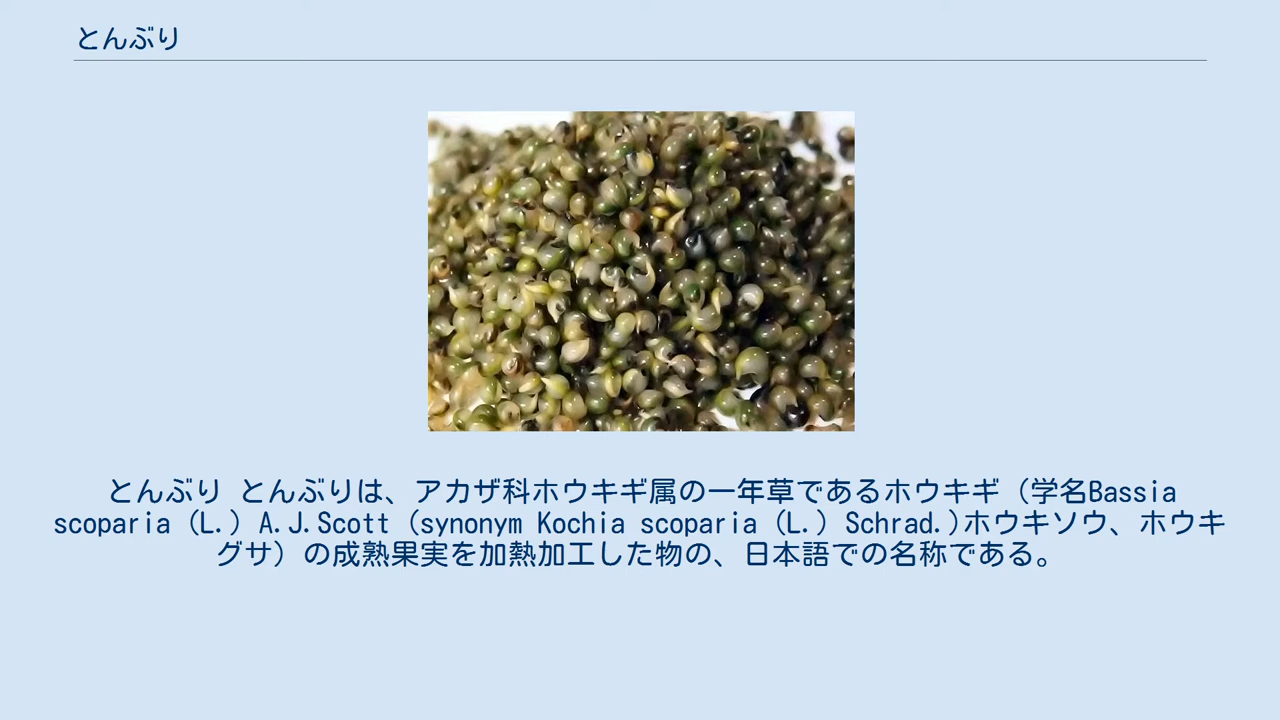 とんぶり
とんぶり とんぶりは、アカザ科ホウキギ属の一年草であるホウキギ（学名Bassia
scoparia（L.）A.J.Scott（synonym Kochia scoparia（L.）Schrad.)ホウキソウ、ホウキ
グサ）の成熟果実を加熱加工した物の、日本語での名称である。